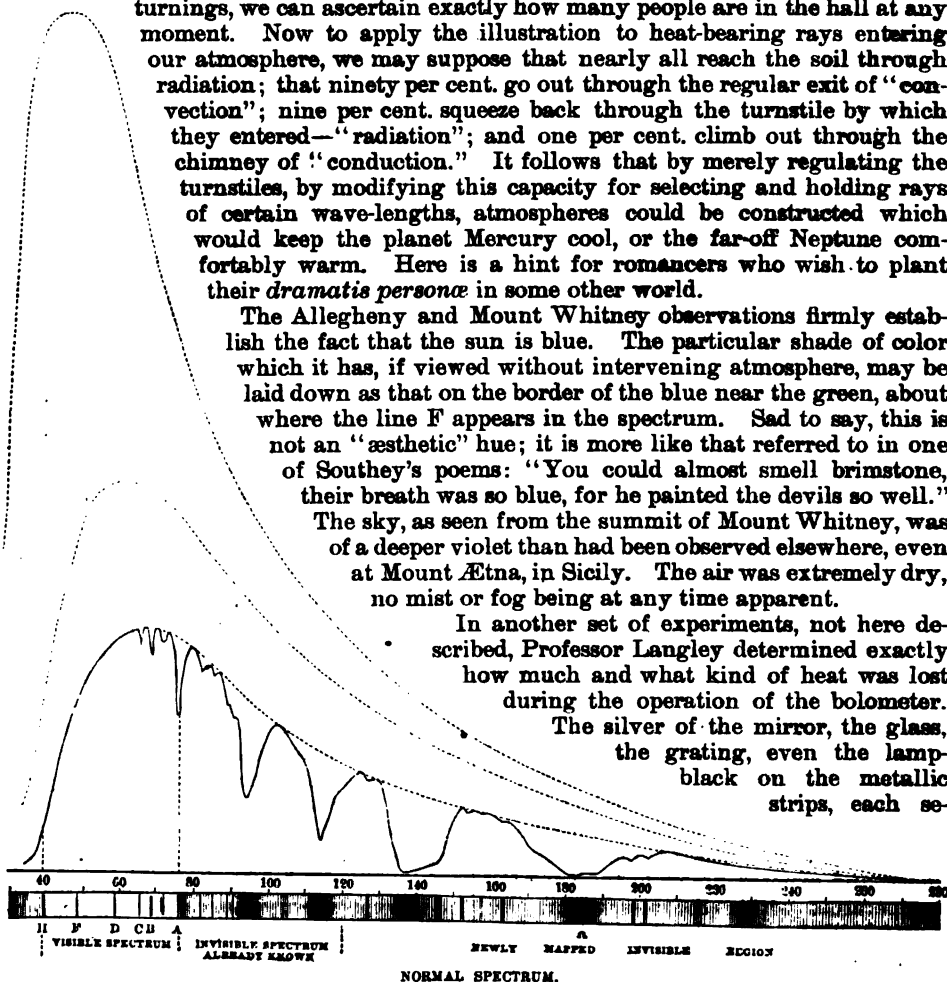 turnings, we can ascertain exactly how many people are in the hall at any
moment. Now to apply the illustration to heat-bearing rays entering
our atmosphere, we may suppose that nearly all reach the soil through
radiation; that ninety per cent. go out through the regular exit of "con-
vection"; nine per cent. squeeze back through the turnstile by which
they entered—"radiation"; and one per cent. climb out through the
chimney of "conduction." It follows that by merely regulating the
turnstiles, by modifying this capacity for selecting and holding rays
of certain wave-lengths, atmospheres could be constructed which
would keep the planet Mercury cool, or the far-off Neptune com-
fortably warm. Here is a hint for romancers who wish to plant
their dramatis personæ in some other world.
The Allegheny and Mount Whitney observations firmly estab-
lish the fact that the sun is blue. The particular shade of color
which it has, if viewed without intervening atmosphere, may be
laid down as that on the border of the blue near the green, about
where the line F appears in the spectrum. Sad to say, this is
not an "æsthetic" hue; it is more like that referred to in one
of Southey's poems: "You could almost smell brimstone,
their breath was so blue, for he painted the devils so well."
The sky, as seen from the summit of Mount Whitney, was
of a deeper violet than had been observed elsewhere, even
at Mount Ætna, in Sicily. The air was extremely dry,
no mist or fog being at any time apparent.
In another set of experiments, not here de-
scribed, Professor Langley determined exactly
how much and what kind of heat was lost
during the operation of the bolometer.
The silver of the mirror, the glass,
the grating, even the lamp-
black on the metallic
strips, each se-
40 60 80 100 120 140 160 180 200 220 240 260 280
H F D C B A
VISIBLE SPECTRUM INVISIBLE SPECTRUM NEWLY MAPPED INVISIBLE REGION
ALREADY KNOWN
NORMAL SPECTRUM.